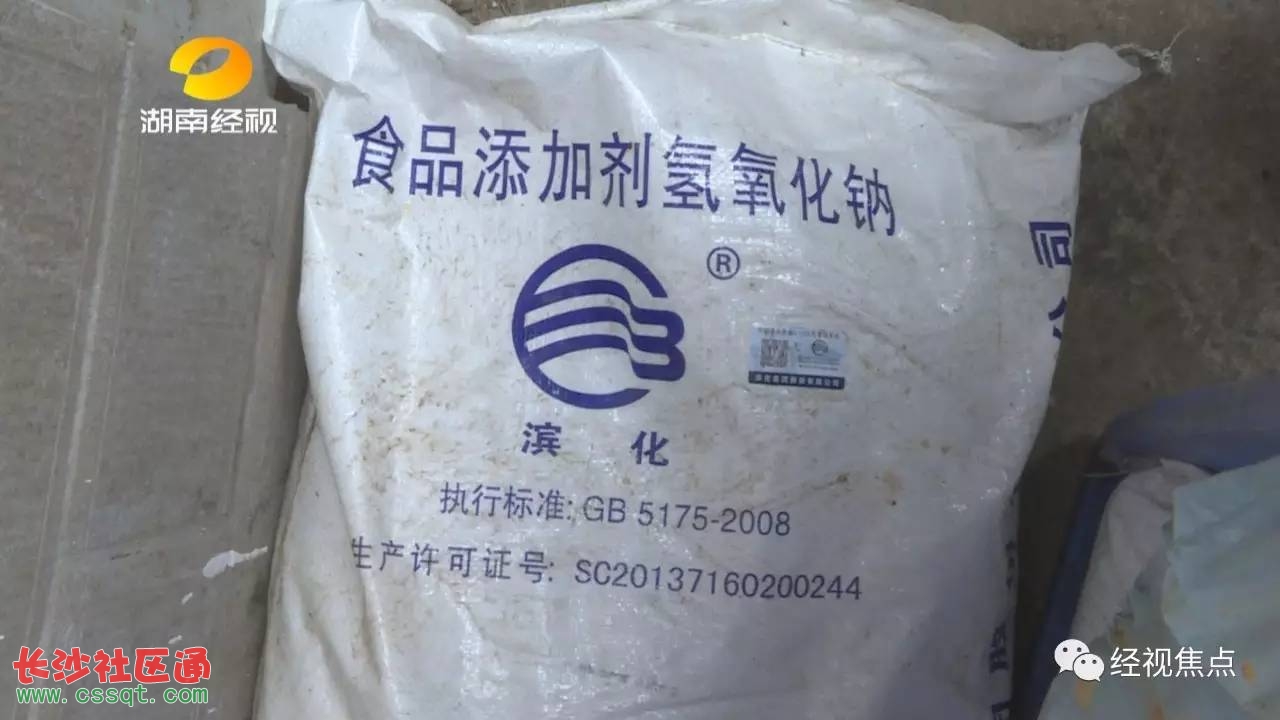 湖南经视
食品添加剂氢氧化钠
®
滨化
执行标准: GB 5175-2008
生产许可证号: SC20137160200244
公司
长沙社区通
www.cssqt.com
经视焦点